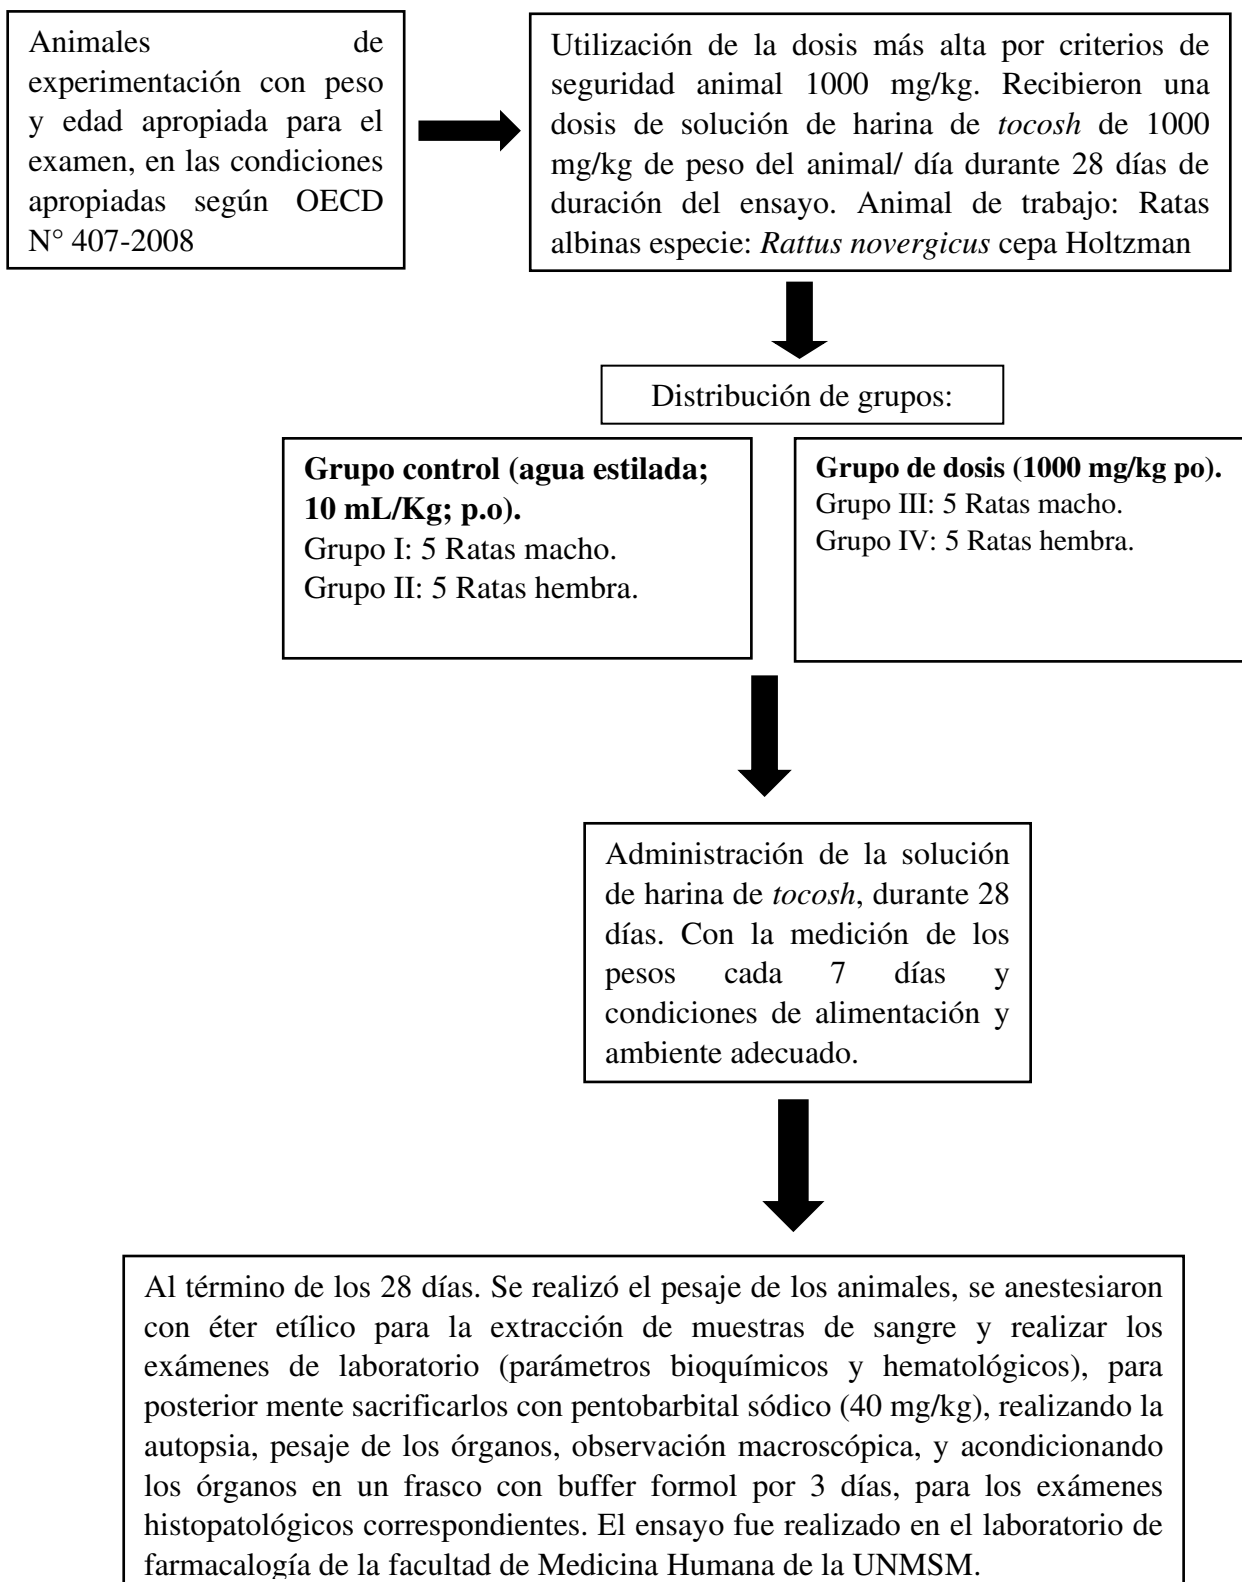 Animales de
experimentación con peso
y edad apropiada para el
examen, en las condiciones
apropiadas según OECD
N° 407-2008
Utilización de la dosis más alta por criterios de
seguridad animal 1000 mg/kg. Recibieron una
dosis de solución de harina de tocosh de 1000
mg/kg de peso del animal/ día durante 28 días de
duración del ensayo. Animal de trabajo: Ratas
albinas especie: Rattus novergicus cepa Holtzman
Distribución de grupos:
Grupo control (agua estilada;
10 mL/Kg; p.o).
Grupo I: 5 Ratas macho.
Grupo II: 5 Ratas hembra.
Grupo de dosis (1000 mg/kg po).
Grupo III: 5 Ratas macho.
Grupo IV: 5 Ratas hembra.
Administración de la solución
de harina de tocosh, durante 28
días. Con la medición de los
pesos cada 7 días y
condiciones de alimentación y
ambiente adecuado.
Al término de los 28 días. Se realizó el pesaje de los animales, se anestesiaron
con éter etílico para la extracción de muestras de sangre y realizar los
exámenes de laboratorio (parámetros bioquímicos y hematológicos), para
posterior mente sacrificarlos con pentobarbital sódico (40 mg/kg), realizando la
autopsia, pesaje de los órganos, observación macroscópica, y acondicionando
los órganos en un frasco con buffer formol por 3 días, para los exámenes
histopatológicos correspondientes. El ensayo fue realizado en el laboratorio de
farmacalogía de la facultad de Medicina Humana de la UNMSM.